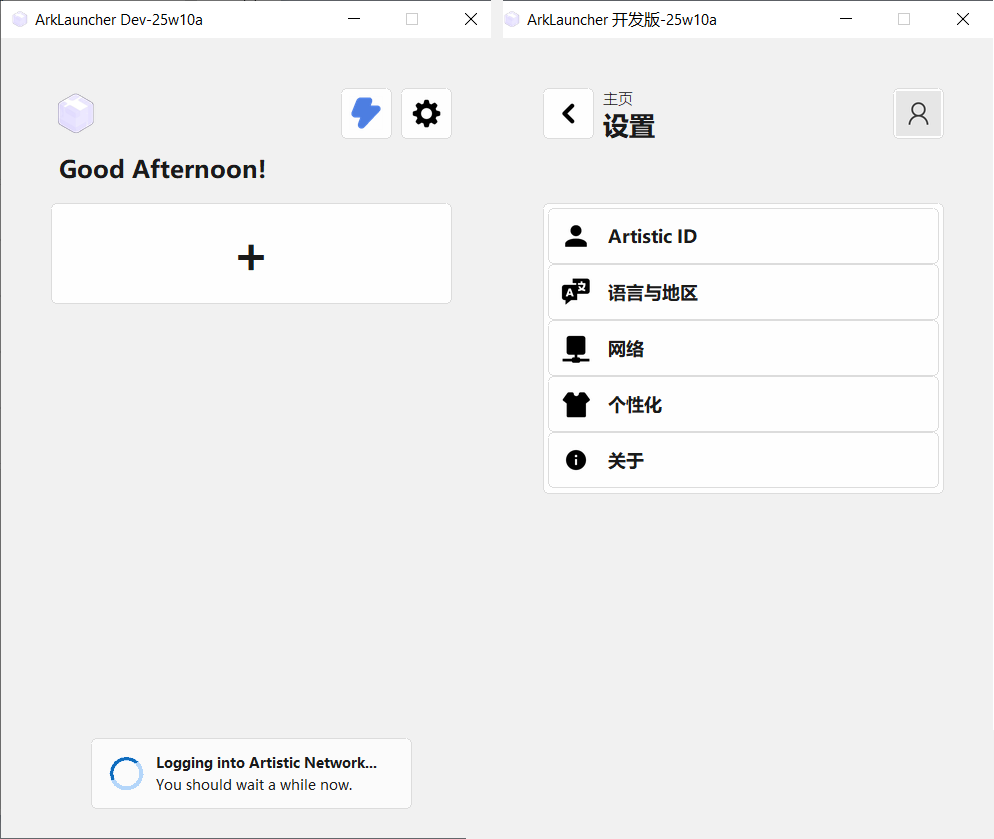 ArkLauncher Dev-25w10a
Good Afternoon!
Logging into Artistic Network...
You should wait a while now.
ArkLauncher 开发版-25w10a
主页
设置
Artistic ID
语言与地区
网络
个性化
关于